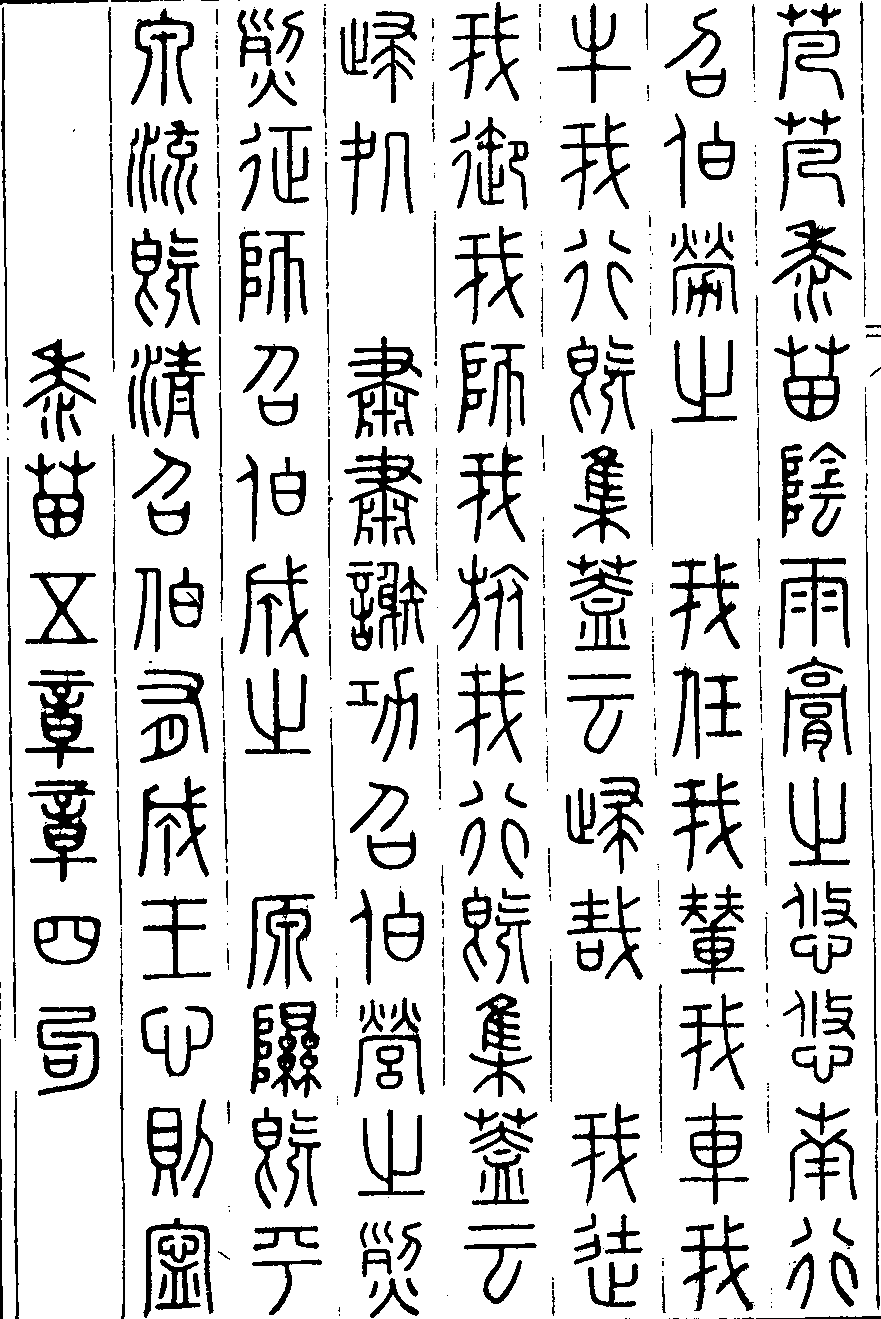 芃芃黍苗陰雨膏之悠悠南行
召伯勞之 我任我輦我車我
牛我行既集蓋云歸哉 我徒
我御我師我旅我行既集蓋云
歸処 肅肅謝功召伯營之烈
烈征師召伯成之 原隰既平
泉流既清召伯有成王心則寧
黍苗五章章四句